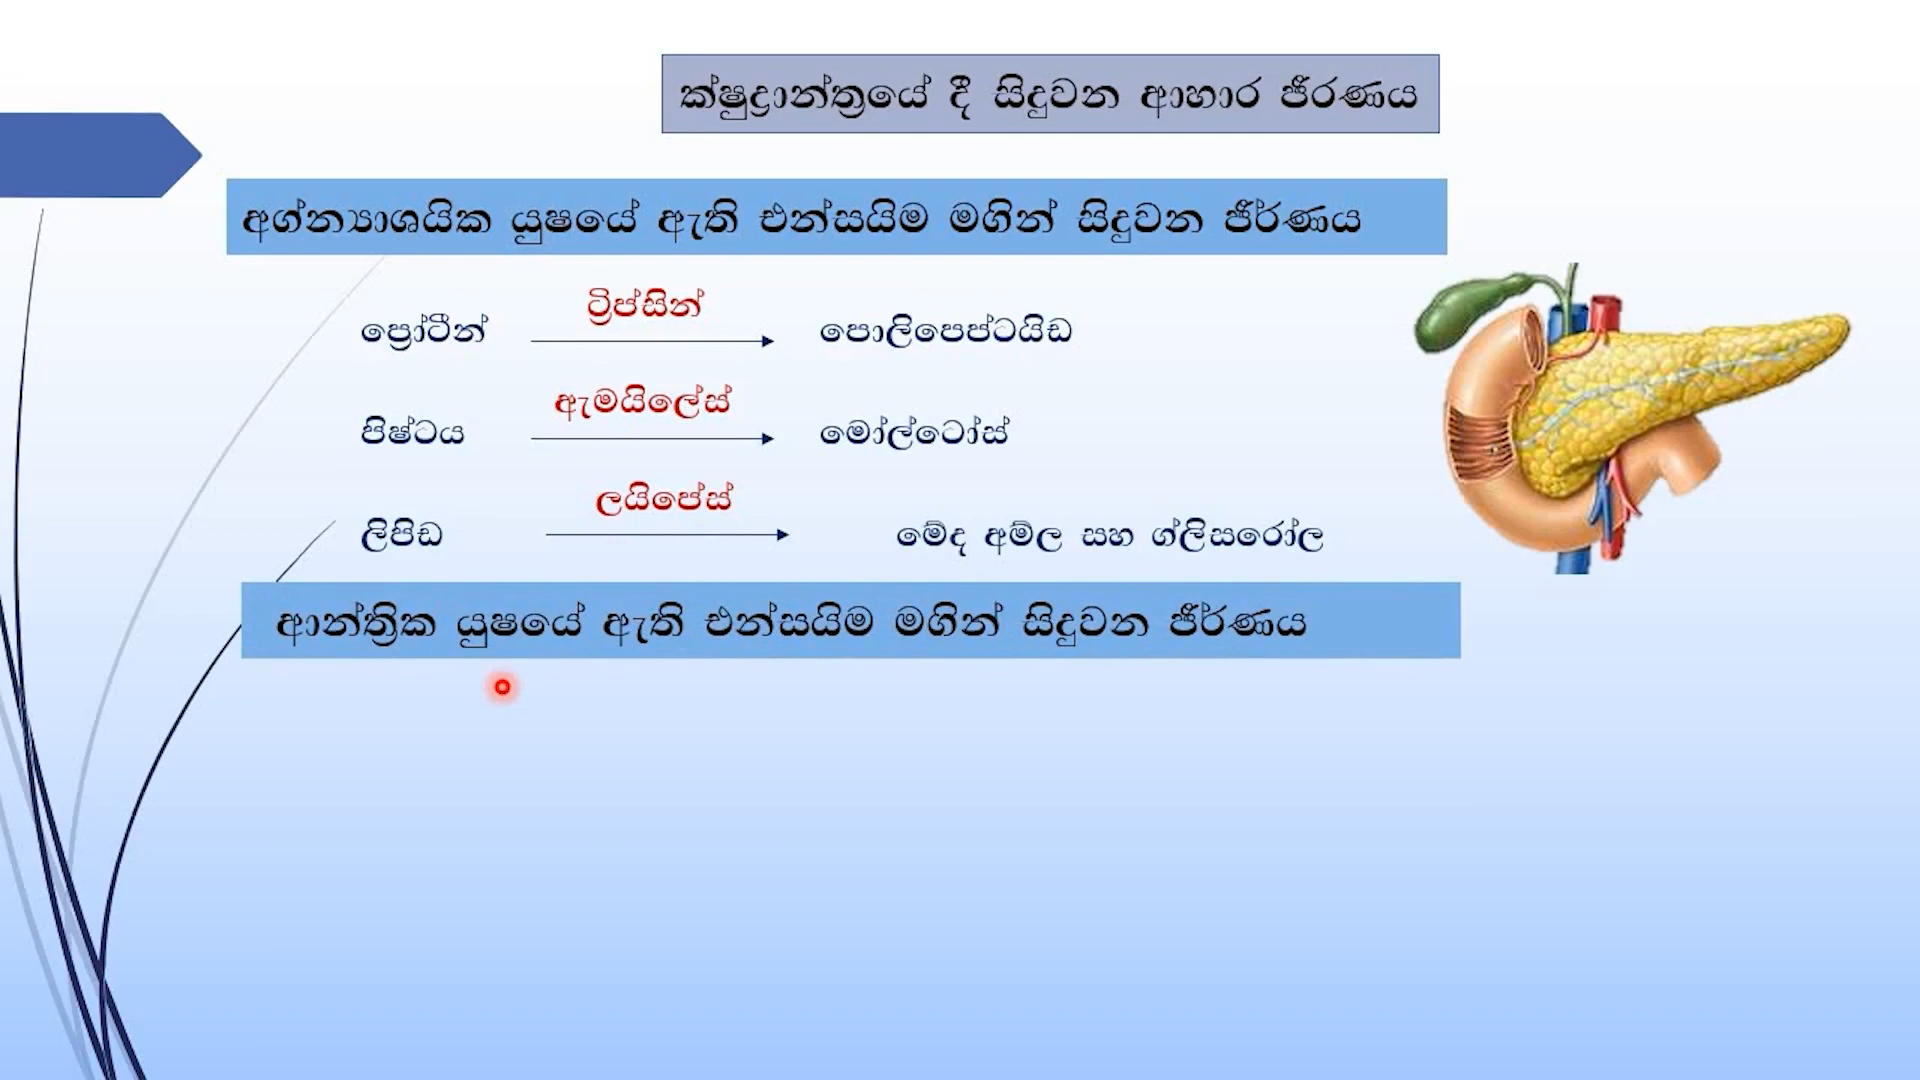 ක්ෂුද්‍රාන්ත්‍රයේ දී සිදුවන ආහාර ජීරණය
අග්න්‍යාශයික යුෂයේ ඇති එන්සයිම මගින් සිදුවන ජීර්ණය
ප්‍රෝටීන් ට්‍රිප්සින් පොලිපෙප්ටයිඩ
පිෂ්ටය ඇමයිලේස් මෝල්ටෝස්
ලිපිඩ ලයිපේස් මේද අම්ල සහ ග්ලිසරෝල
ආන්ත්‍රික යුෂයේ ඇති එන්සයිම මගින් සිදුවන ජීර්ණය